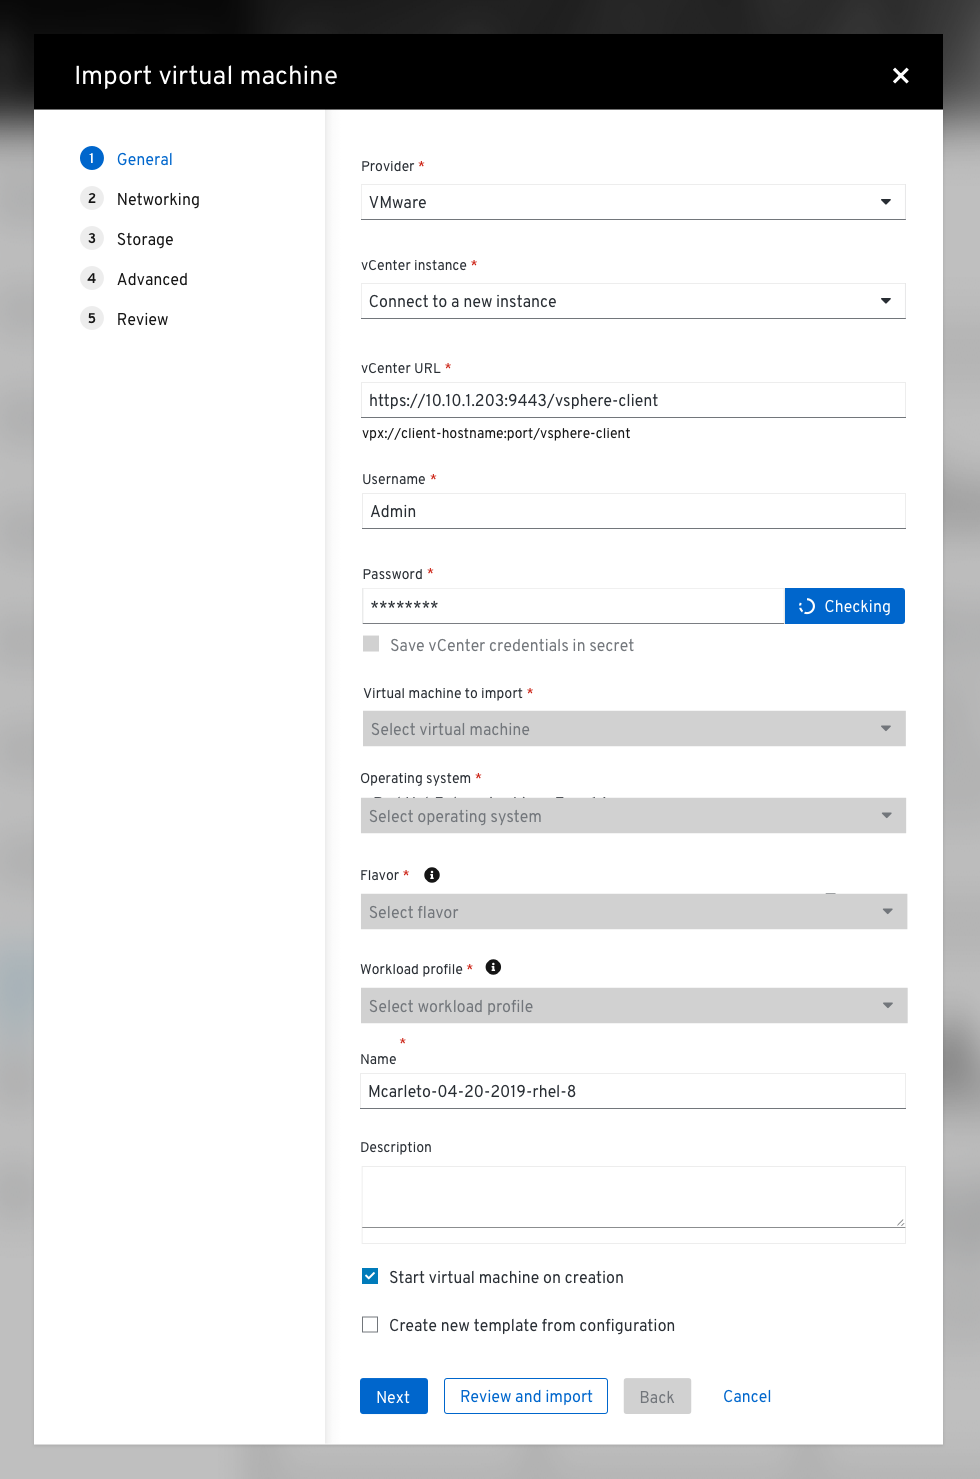 Import virtual machine
1 General
2 Networking
3 Storage
4 Advanced
5 Review
Provider *
VMware
vCenter instance *
Connect to a new instance
vCenter URL *
https://10.10.1.203:9443/vsphere-client
vpx://client-hostname:port/vsphere-client
Username *
Admin
Password *
********
Checking
Save vCenter credentials in secret
Virtual machine to import *
Select virtual machine
Operating system *
Select operating system
Flavor *
Select flavor
Workload profile *
Select workload profile
Name *
Mcarleto-04-20-2019-rhel-8
Description
Start virtual machine on creation
Create new template from configuration
Next
Review and import
Back
Cancel